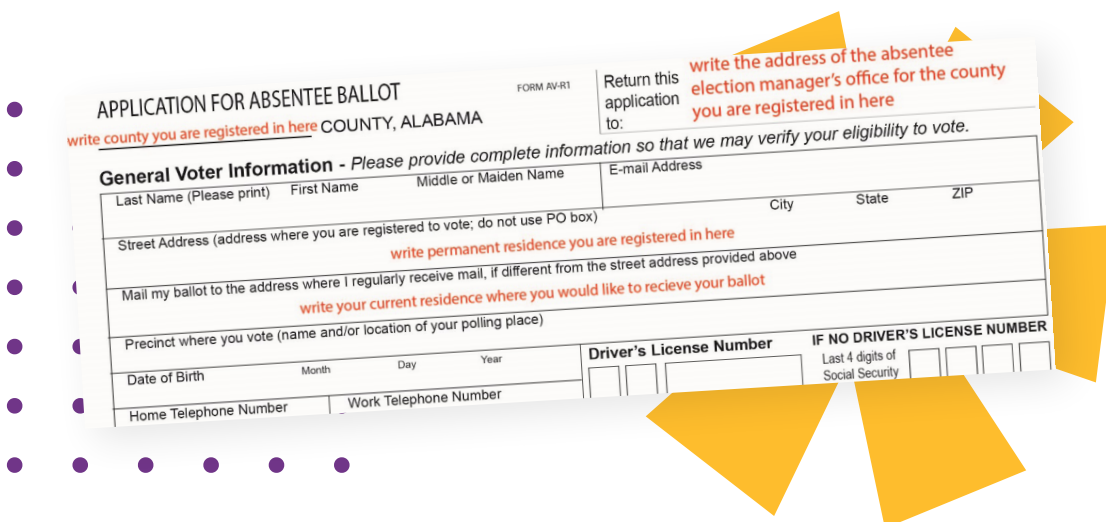 APPLICATION FOR ABSENTEE BALLOT
FORM AV-R1
write county you are registered in here COUNTY, ALABAMA
Return this
application
to:
write the address of the absentee
election manager's office for the county
you are registered in here
General Voter Information - Please provide complete information so that we may verify your eligibility to vote.
Last Name (Please print) First Name Middle or Maiden Name E-mail Address
Street Address (address where you are registered to vote; do not use PO box) City State ZIP
write permanent residence you are registered in here
Mail my ballot to the address where I regularly receive mail, if different from the street address provided above
write your current residence where you would like to recieve your ballot
Precinct where you vote (name and/or location of your polling place)
Date of Birth Month Day Year
Driver's License Number
IF NO DRIVER'S LICENSE NUMBER
Last 4 digits of
Social Security
Home Telephone Number Work Telephone Number